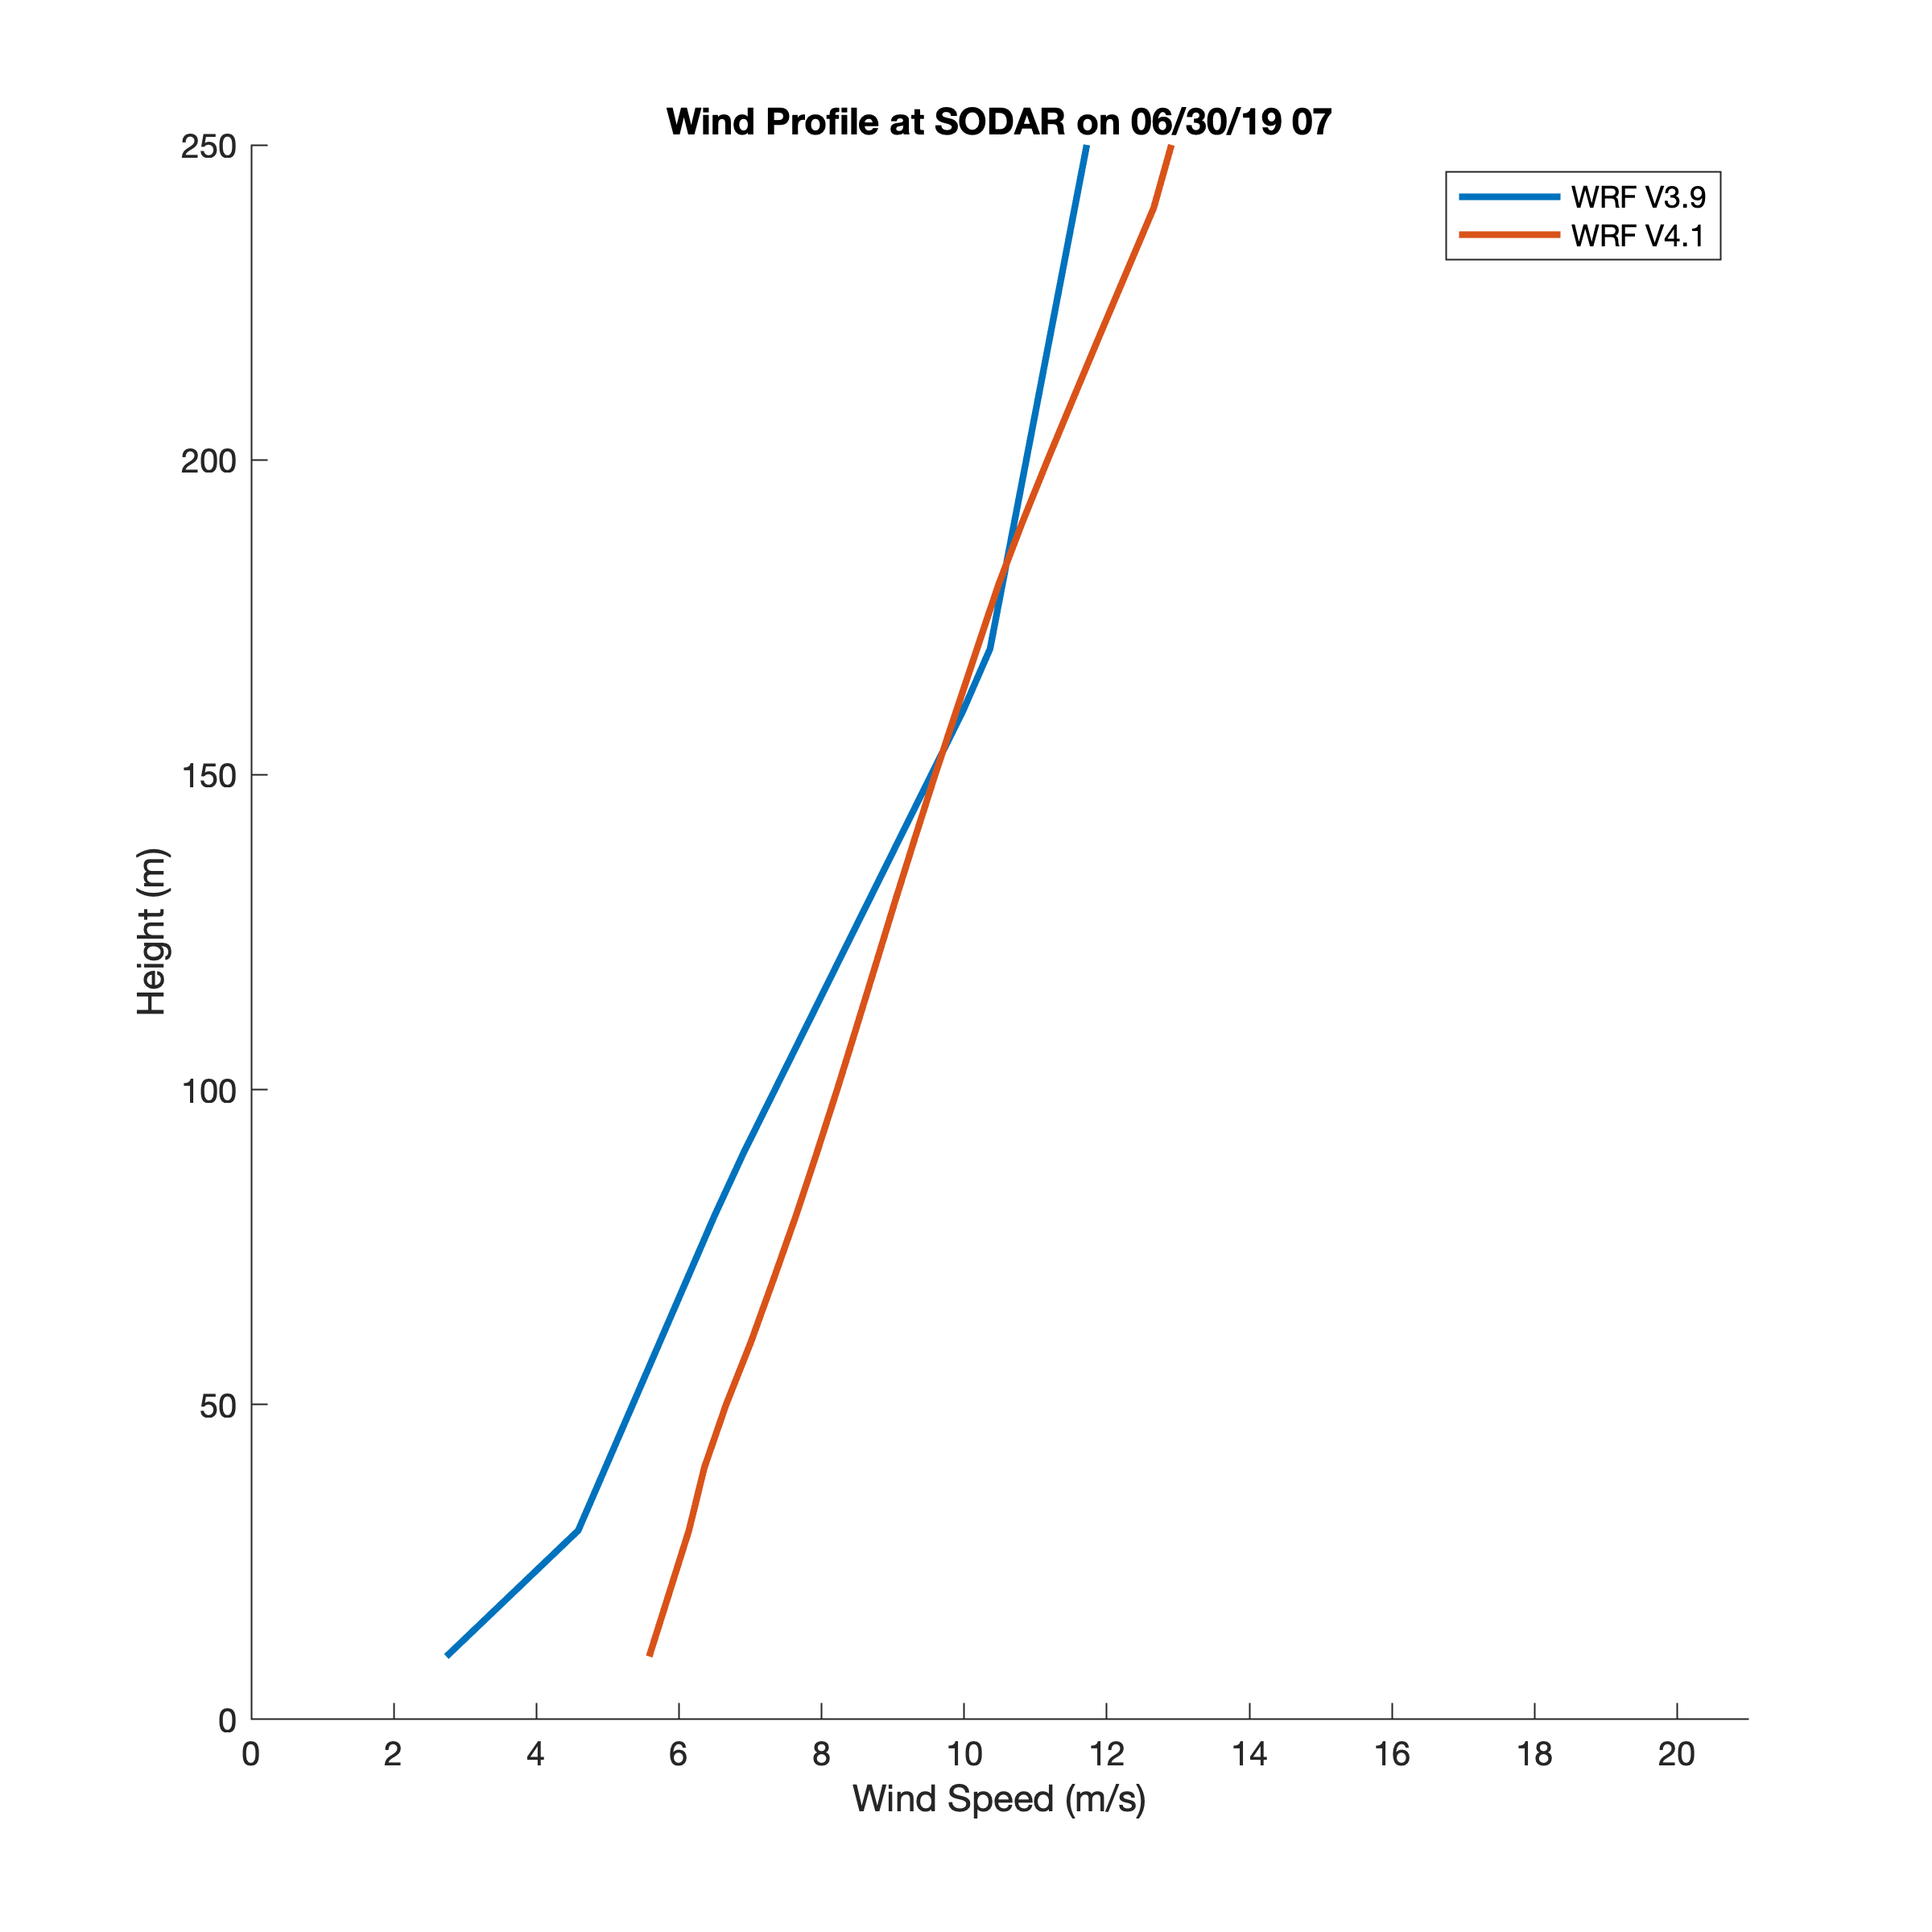 Wind Profile at SODAR on 06/30/19 07
WRF V3.9
WRF V4.1
250
200
150
100
50
0
Height (m)
0 2 4 6 8 10 12 14 16 18 20
Wind Speed (m/s)